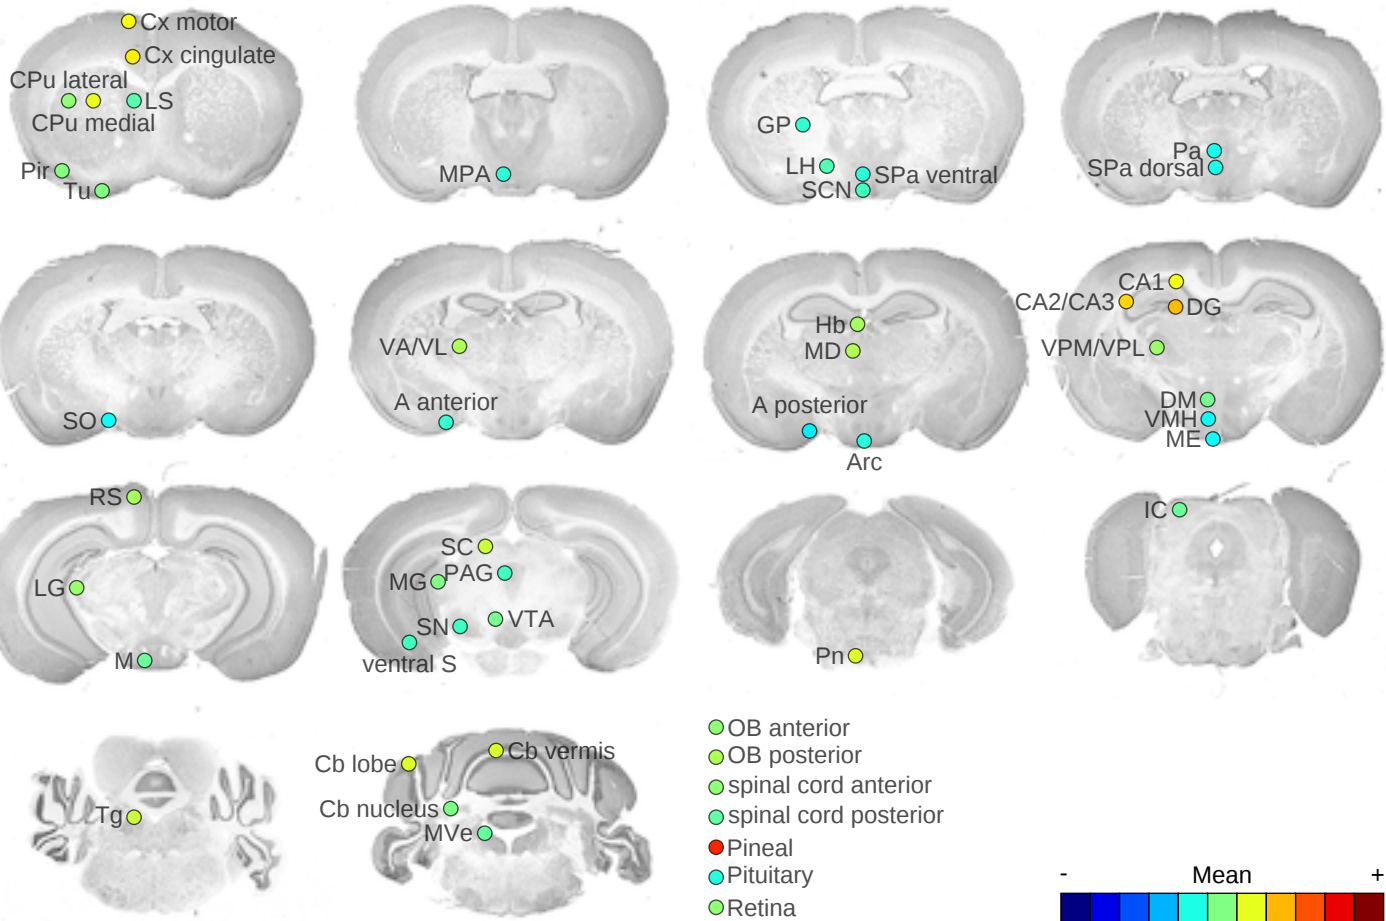 Cx motor
Cx cingulate
CPu lateral
LS
CPu medial
Pir
Tu
MPA
GP
LH
SPa ventral
SCN
Pa
SPa dorsal
SO
VA/VL
A anterior
Hb
MD
A posterior
Arc
CA1
CA2/CA3
DG
VPM/VPL
DM
VMH
ME
RS
LG
M
SC
PAG
MG
VTA
SN
ventral S
Pn
IC
Tg
Cb lobe
Cb vermis
Cb nucleus
MVe
OB anterior
OB posterior
spinal cord anterior
spinal cord posterior
Pineal
Pituitary
Retina
- Mean +